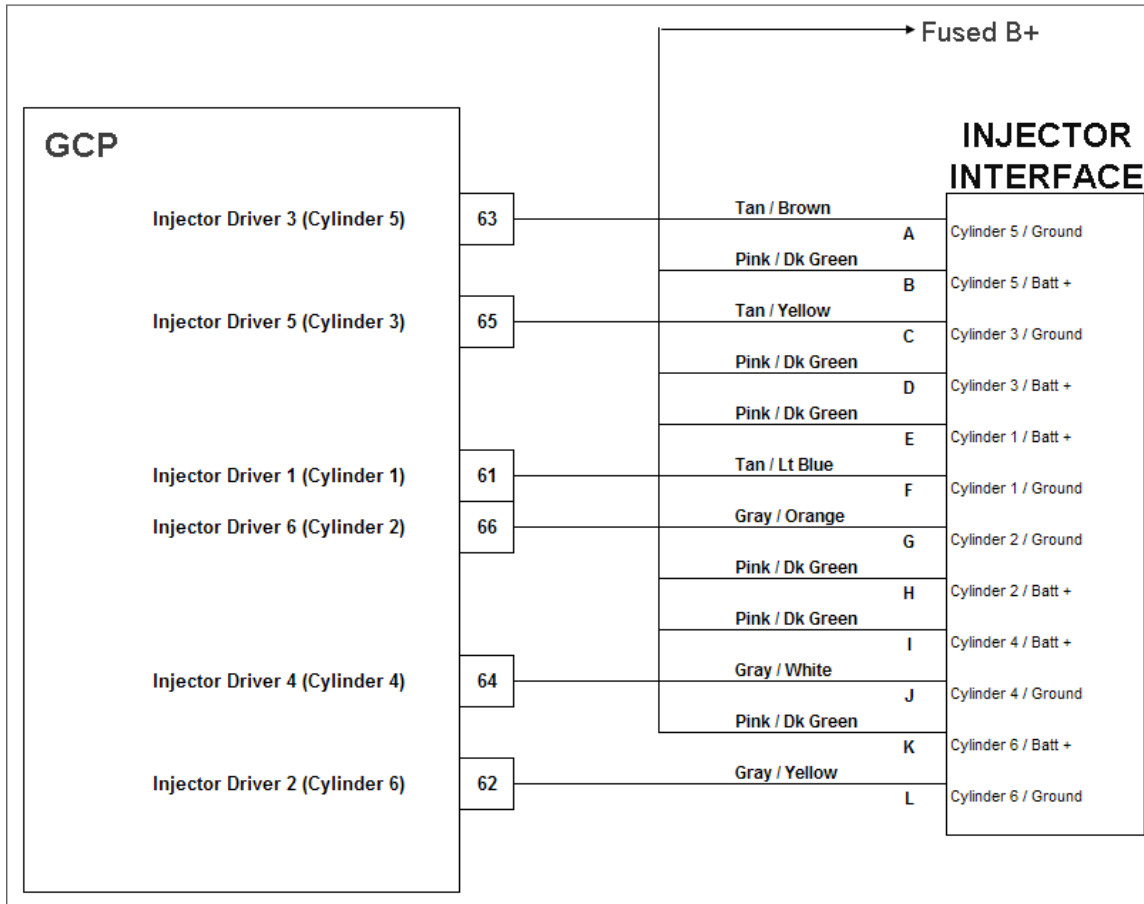 Fused B+
GCP
INJECTOR
INTERFACE
Injector Driver 3 (Cylinder 5)
63
Tan / Brown
A
Cylinder 5 / Ground
Pink / Dk Green
B
Cylinder 5 / Batt +
Injector Driver 5 (Cylinder 3)
65
Tan / Yellow
C
Cylinder 3 / Ground
Pink / Dk Green
D
Cylinder 3 / Batt +
Pink / Dk Green
E
Cylinder 1 / Batt +
Injector Driver 1 (Cylinder 1)
61
Tan / Lt Blue
F
Cylinder 1 / Ground
Injector Driver 6 (Cylinder 2)
66
Gray / Orange
G
Cylinder 2 / Ground
Pink / Dk Green
H
Cylinder 2 / Batt +
Pink / Dk Green
I
Cylinder 4 / Batt +
Injector Driver 4 (Cylinder 4)
64
Gray / White
J
Cylinder 4 / Ground
Pink / Dk Green
K
Cylinder 6 / Batt +
Injector Driver 2 (Cylinder 6)
62
Gray / Yellow
L
Cylinder 6 / Ground